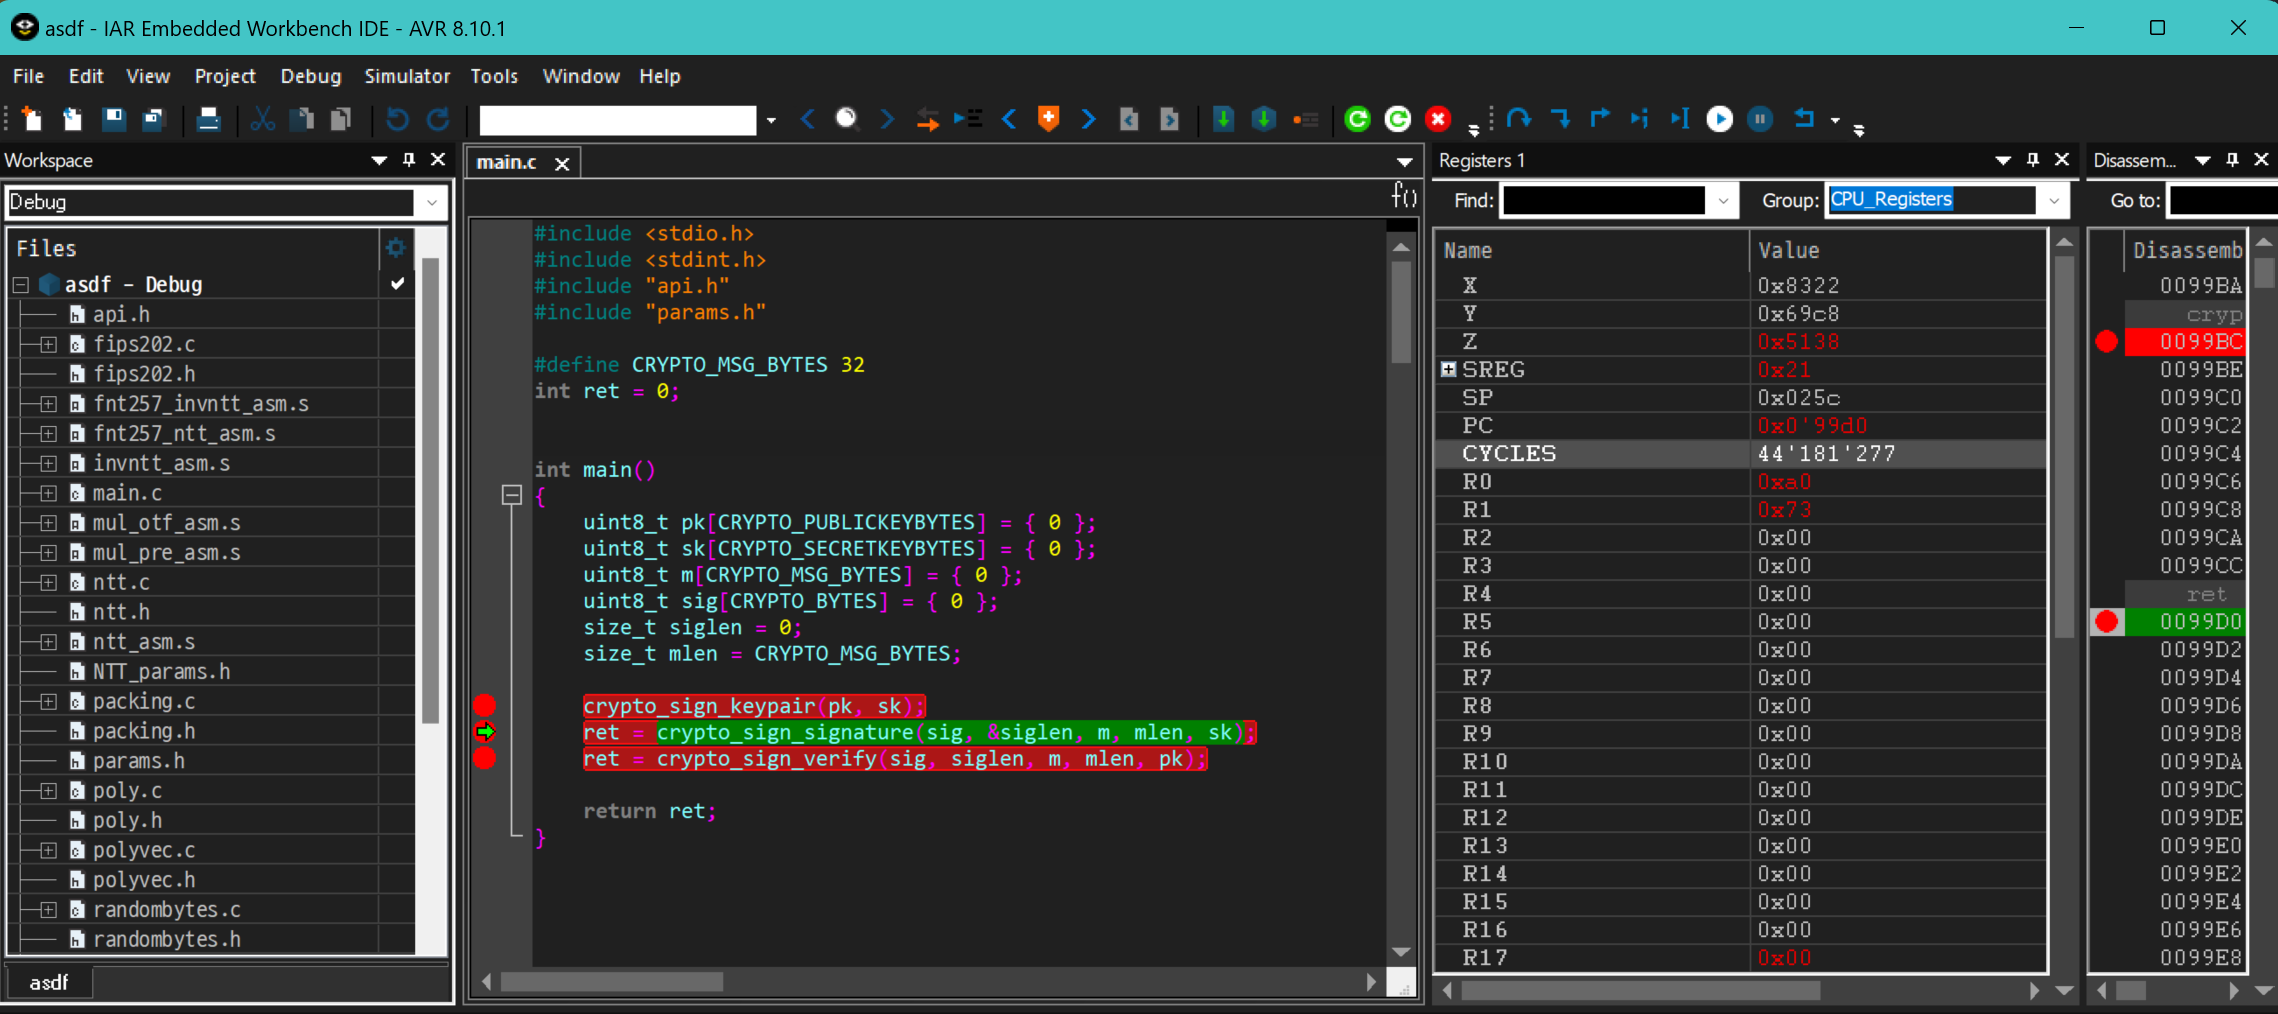 asdf - IAR Embedded Workbench IDE - AVR 8.10.1
File Edit View Project Debug Simulator Tools Window Help
Workspace
Debug
Files
asdf - Debug
api.h
fips202.c
fips202.h
fnt257_invntt_asm.s
fnt257_ntt_asm.s
invntt_asm.s
main.c
mul_otf_asm.s
mul_pre_asm.s
ntt.c
ntt.h
ntt_asm.s
NTT_params.h
packing.c
packing.h
params.h
poly.c
poly.h
polyvec.c
polyvec.h
randombytes.c
randombytes.h
asdf
main.c
f()
#include <stdio.h>
#include <stdint.h>
#include "api.h"
#include "params.h"
#define CRYPTO_MSG_BYTES 32
int ret = 0;
int main()
{
uint8_t pk[CRYPTO_PUBLICKEYBYTES] = { 0 };
uint8_t sk[CRYPTO_SECRETKEYBYTES] = { 0 };
uint8_t m[CRYPTO_MSG_BYTES] = { 0 };
uint8_t sig[CRYPTO_BYTES] = { 0 };
size_t siglen = 0;
size_t mlen = CRYPTO_MSG_BYTES;
crypto_sign_keypair(pk, sk);
ret = crypto_sign_signature(sig, &siglen, m, mlen, sk);
ret = crypto_sign_verify(sig, siglen, m, mlen, pk);
return ret;
}
Registers 1
Find: Group: CPU_Registers
Name Value
X 0x8322
Y 0x69c8
Z 0x5138
SREG 0x21
SP 0x025c
PC 0x0'99d0
CYCLES 44'181'277
R0 0xa0
R1 0x73
R2 0x00
R3 0x00
R4 0x00
R5 0x00
R6 0x00
R7 0x00
R8 0x00
R9 0x00
R10 0x00
R11 0x00
R12 0x00
R13 0x00
R14 0x00
R15 0x00
R16 0x00
R17 0x00
Disassem...
Go to:
Disassemb
0099BA
cryp
0099BC
0099BE
0099C0
0099C2
0099C4
0099C6
0099C8
0099CA
0099CC
ret
0099D0
0099D2
0099D4
0099D6
0099D8
0099DA
0099DC
0099DE
0099E0
0099E2
0099E4
0099E6
0099E8